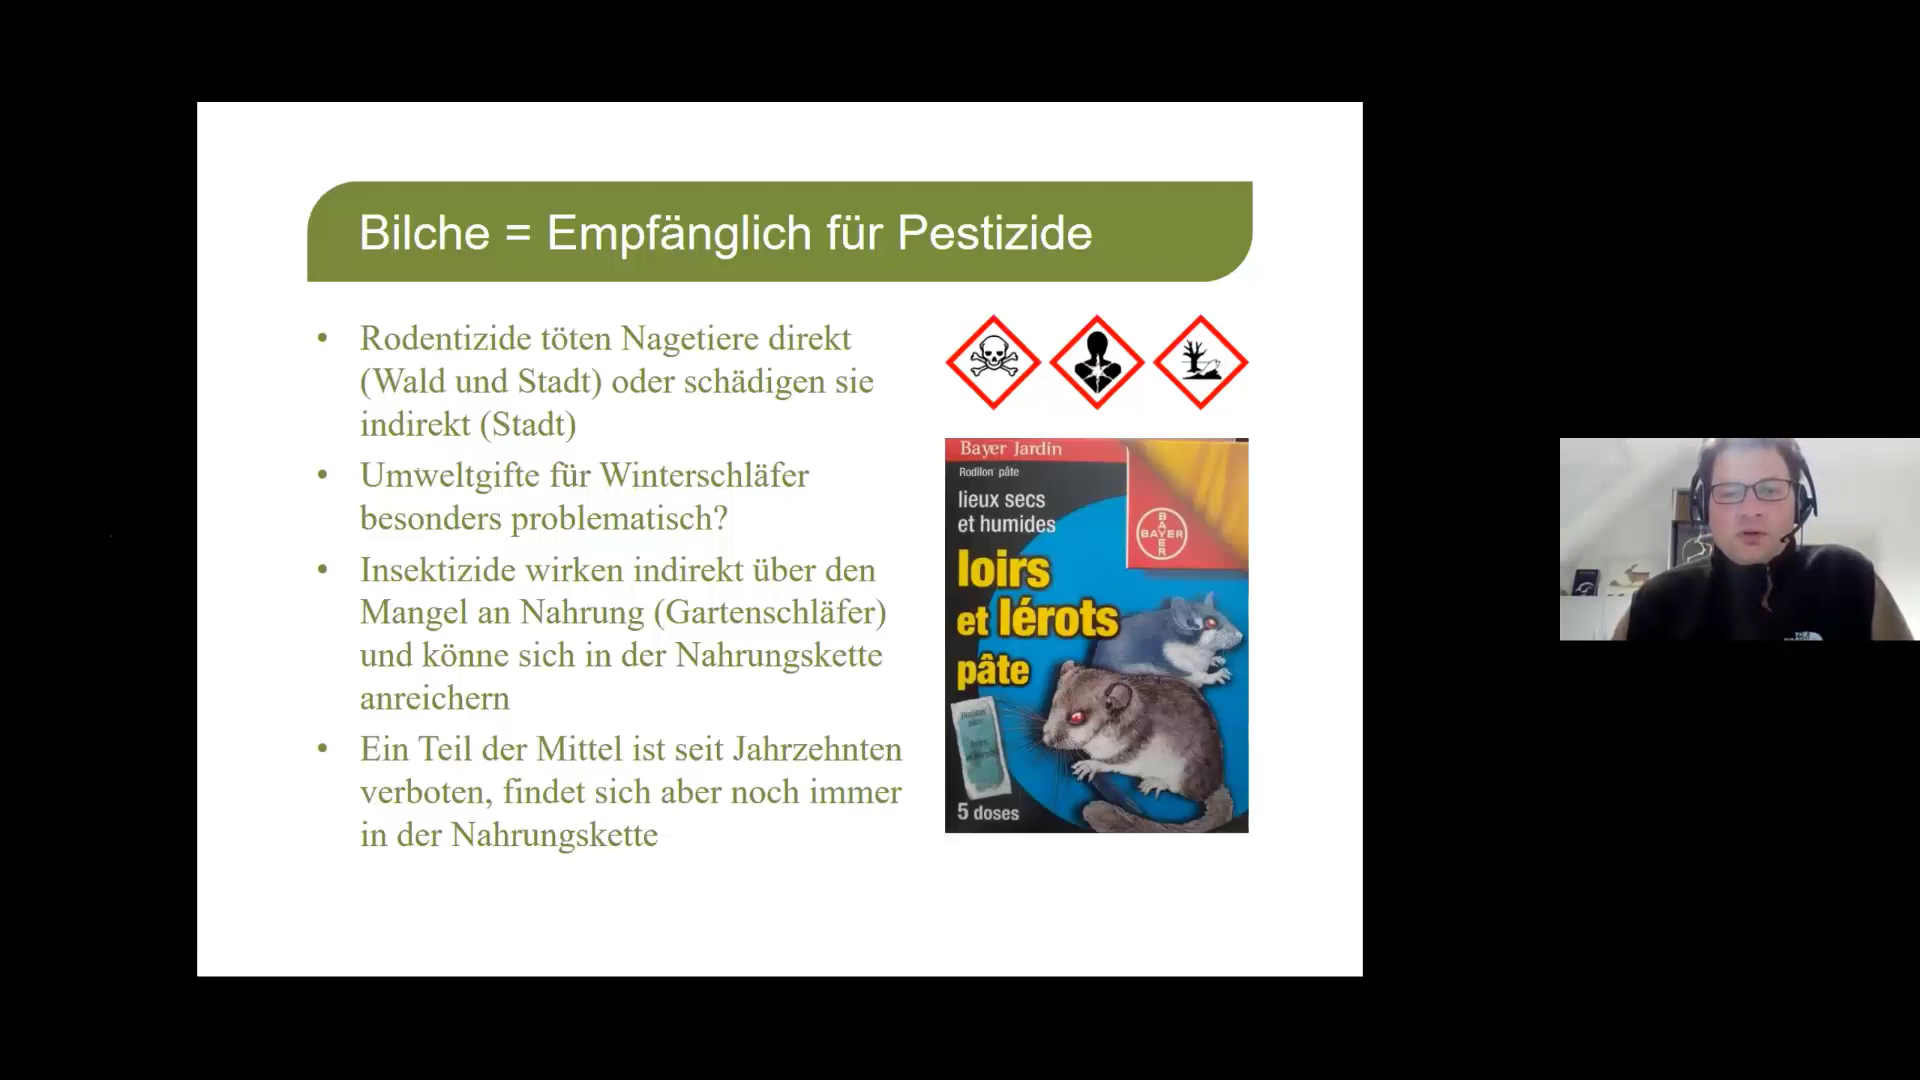 Bilche = Empfänglich für Pestizide
• Rodentizide töten Nagetiere direkt
(Wald und Stadt) oder schädigen sie
indirekt (Stadt)
• Umweltgifte für Winterschläfer
besonders problematisch?
• Insektizide wirken indirekt über den
Mangel an Nahrung (Gartenschläfer)
und könne sich in der Nahrungskette
anreichern
• Ein Teil der Mittel ist seit Jahrzehnten
verboten, findet sich aber noch immer
in der Nahrungskette
Bayer Jardin
Rodilon pâte
lieux secs
et humides
BAYER
BAYER
loirs
et lérots
pâte
5 doses